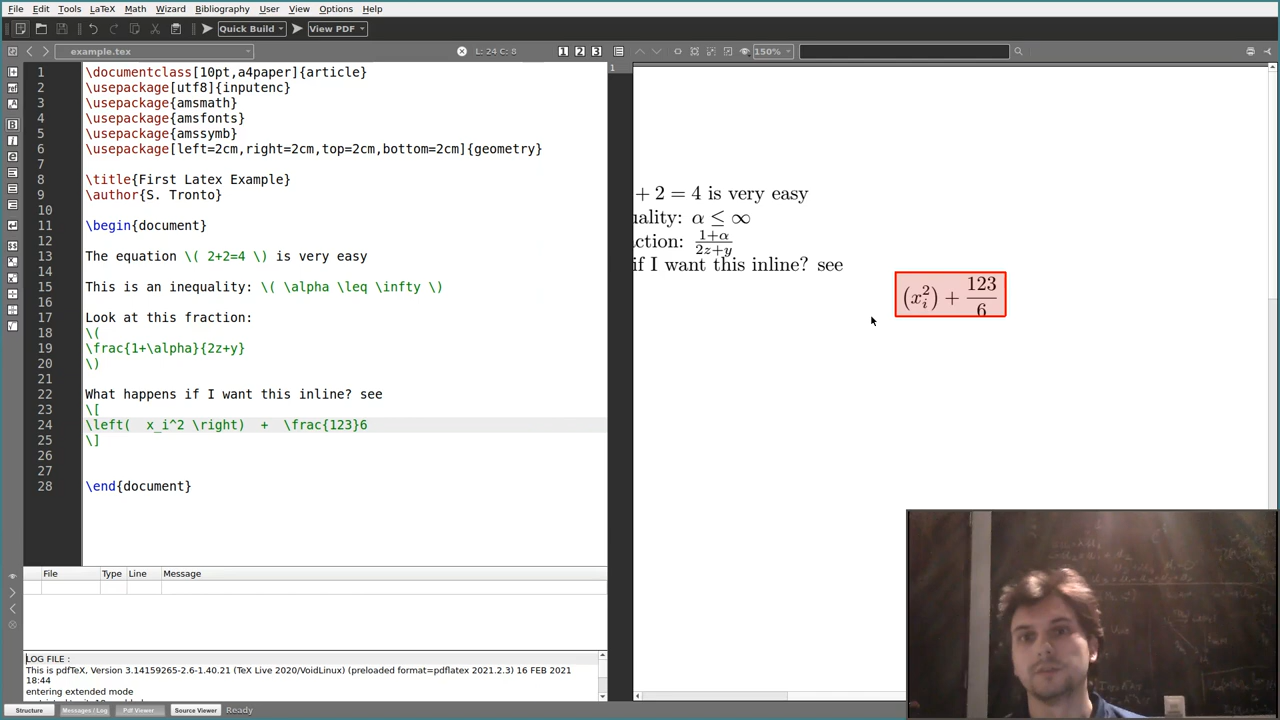 File Edit Tools LaTeX Math Wizard Bibliography User View Options Help
Quick Build View PDF
example.tex L: 24 C: 8 1 2 3 150%
1 \documentclass[10pt,a4paper]{article}
2 \usepackage[utf8]{inputenc}
3 \usepackage{amsmath}
4 \usepackage{amsfonts}
5 \usepackage{amssymb}
6 \usepackage[left=2cm,right=2cm,top=2cm,bottom=2cm]{geometry}
7
8 \title{First Latex Example}
9 \author{S. Tronto}
10
11 \begin{document}
12
13 The equation \( 2+2=4 \) is very easy
14
15 This is an inequality: \( \alpha \leq \infty \)
16
17 Look at this fraction:
18 \(
19 \frac{1+\alpha}{2z+y}
20 \)
21
22 What happens if I want this inline? see
23 \[
24 \left(  x_i^2 \right)  +  \frac{123}6
25 \]
26
27
28 \end{document}
1
+ 2 = 4 is very easy
uality: α ≤ ∞
ction: 1+α
2z+y
if I want this inline? see
(x_i^2) + 123
6
File Type Line Message
LOG FILE :
This is pdfTeX, Version 3.14159265-2.6-1.40.21 (TeX Live 2020/VoidLinux) (preloaded format=pdflatex 2021.2.3) 16 FEB 2021
18:44
entering extended mode
Structure Messages / Log Pdf Viewer Source Viewer Ready